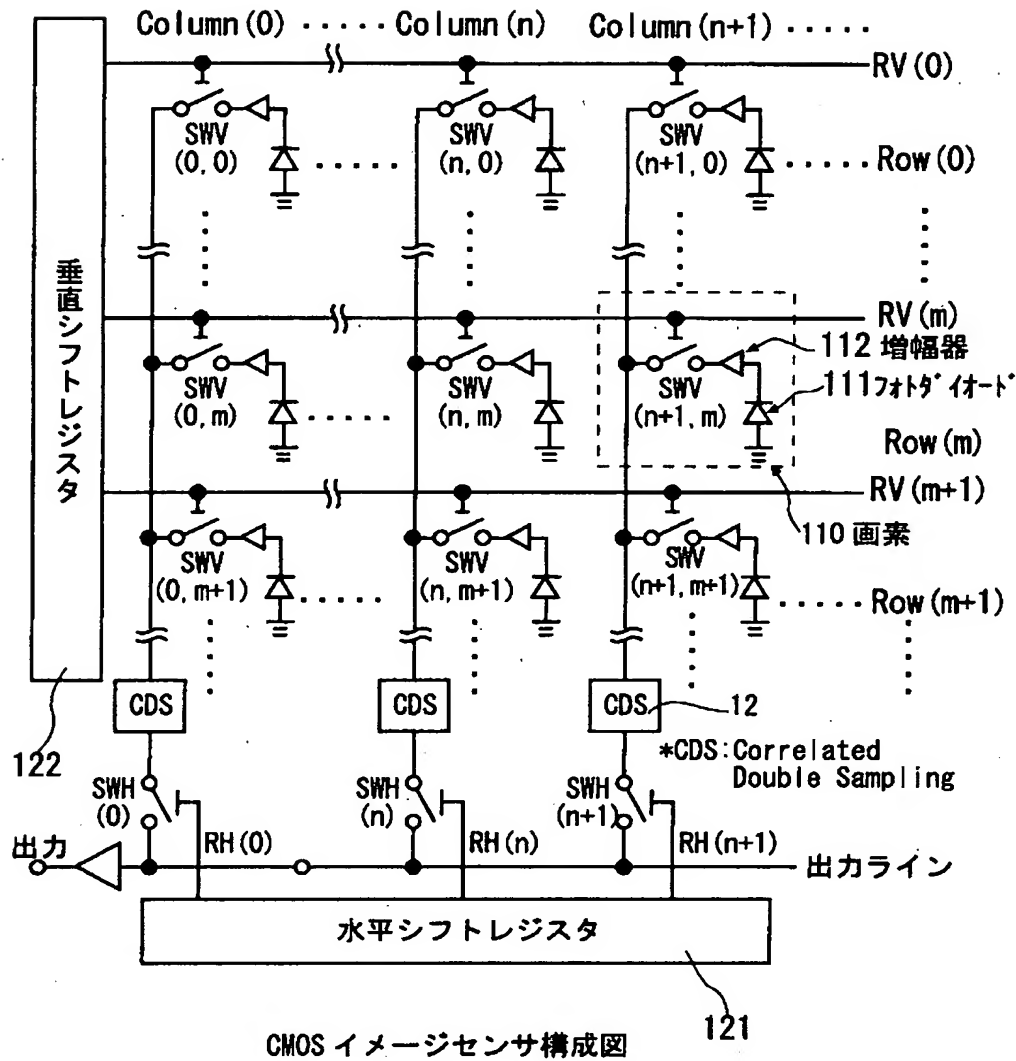 Column(0) ····· Column(n) Column(n+1) ·····
RV(0)
SWV
(0,0)
SWV
(n,0)
SWV
(n+1,0)
Row(0)
垂直シフトレジスタ
RV(m)
112 増幅器
SWV
(0,m)
SWV
(n,m)
SWV
(n+1,m)
111フォトダイオード
Row(m)
RV(m+1)
110 画素
SWV
(0,m+1)
SWV
(n,m+1)
SWV
(n+1,m+1)
Row(m+1)
CDS
CDS
CDS
12
122
*CDS:Correlated
Double Sampling
SWH
(0)
SWH
(n)
SWH
(n+1)
出力
RH(0)
RH(n)
RH(n+1)
出力ライン
水平シフトレジスタ
121
CMOS イメージセンサ構成図